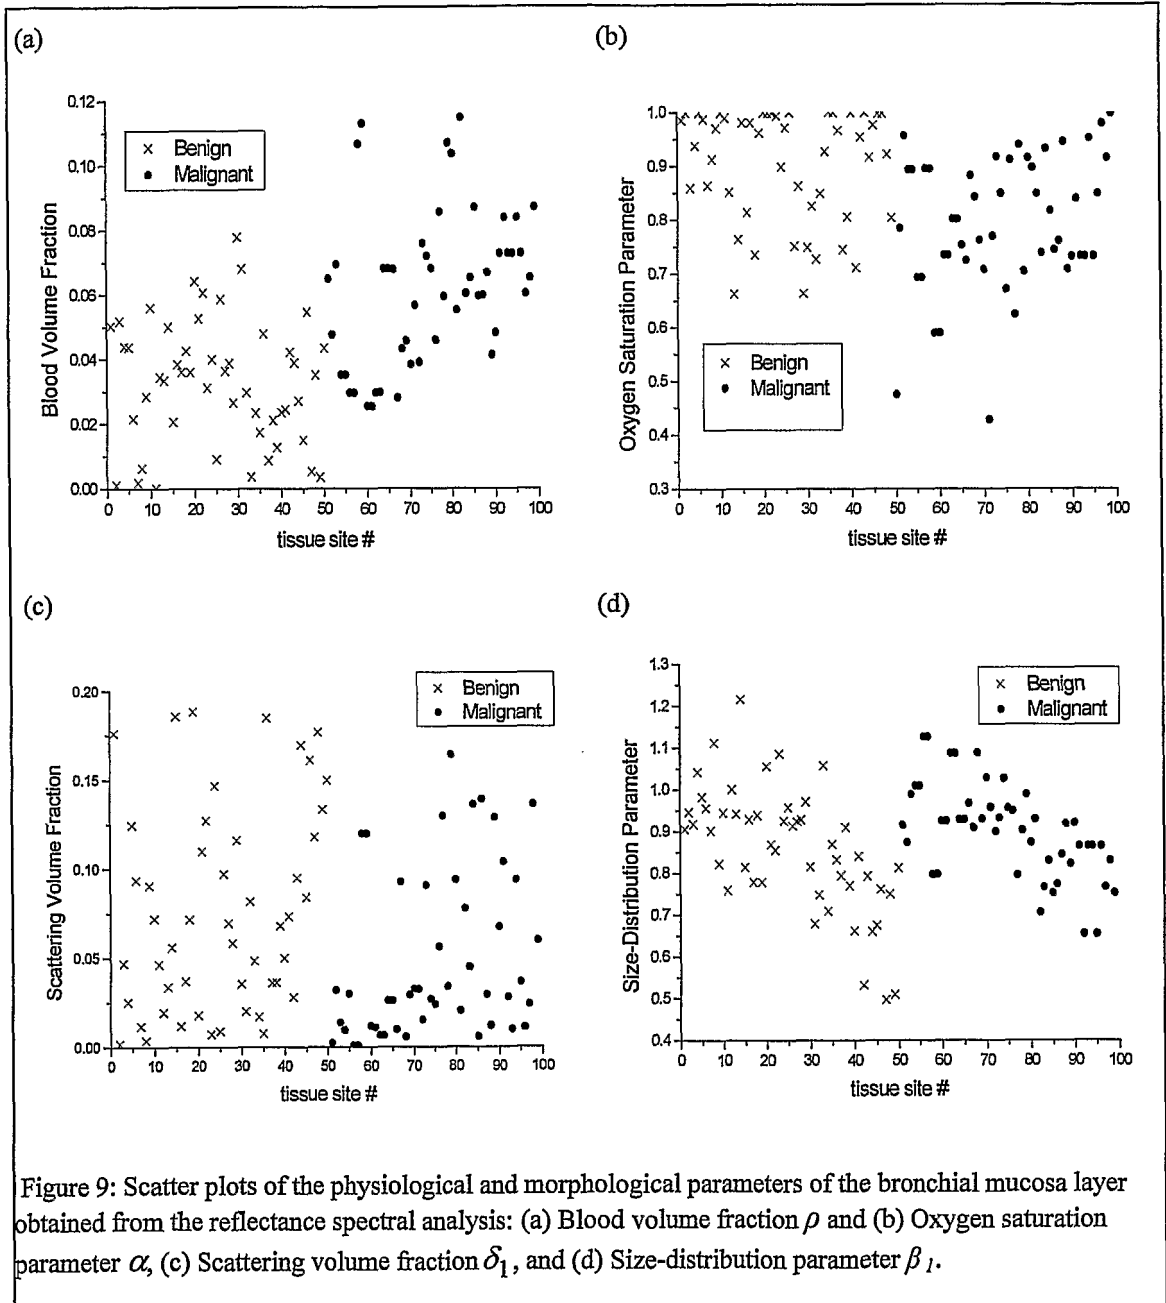 (a)
(b)
Blood Volume Fraction
0.12
0.10
0.08
0.06
0.04
0.02
0.00
× Benign
• Malignant
0 10 20 30 40 50 60 70 80 90 100
tissue site #
Oxygen Saturation Parameter
1.0
0.9
0.8
0.7
0.6
0.5
0.4
0.3
× Benign
• Malignant
0 10 20 30 40 50 60 70 80 90 100
tissue site #
(c)
(d)
Scattering Volume Fraction
0.20
0.15
0.10
0.05
0.00
× Benign
• Malignant
0 10 20 30 40 50 60 70 80 90 100
tissue site #
Size-Distribution Parameter
1.3
1.2
1.1
1.0
0.9
0.8
0.7
0.6
0.5
0.4
× Benign
• Malignant
0 10 20 30 40 50 60 70 80 90 100
tissue site #
Figure 9: Scatter plots of the physiological and morphological parameters of the bronchial mucosa layer
obtained from the reflectance spectral analysis: (a) Blood volume fraction ρ and (b) Oxygen saturation
parameter α, (c) Scattering volume fraction δ₁, and (d) Size-distribution parameter β₁.